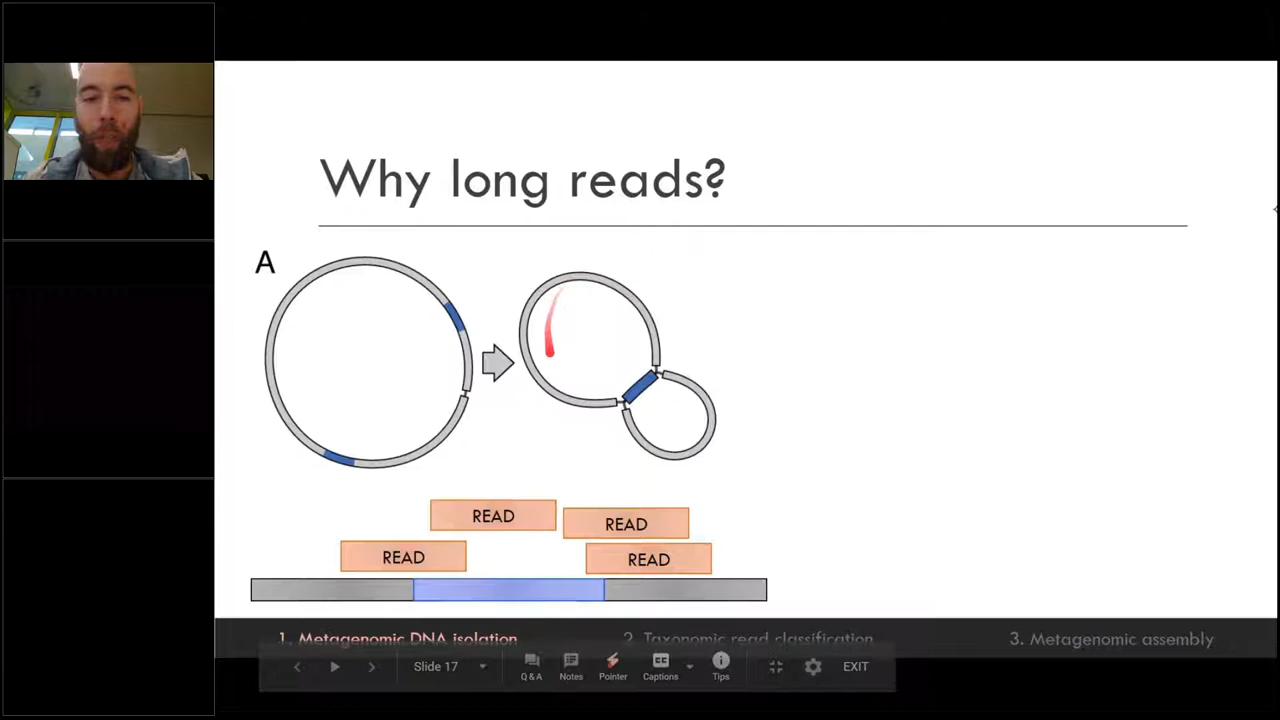 Why long reads?
A
READ
READ
READ
READ
1. Metagenomic DNA isolation
2. Taxonomic read classification
3. Metagenomic assembly
Slide 17
Q & A
Notes
Pointer
CC
Captions
Tips
EXIT